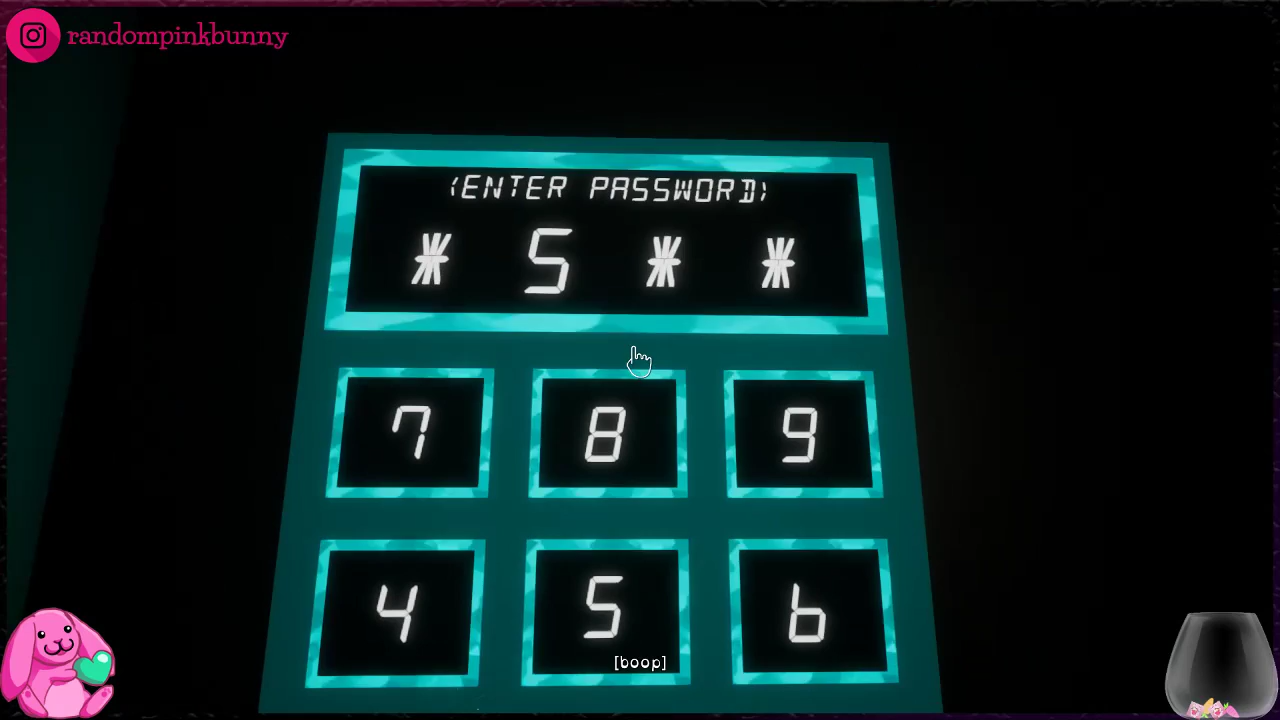 randompinkbunny
(ENTER PASSWORD)
* 5 * *
7 8 9
4 5 6
[boop]